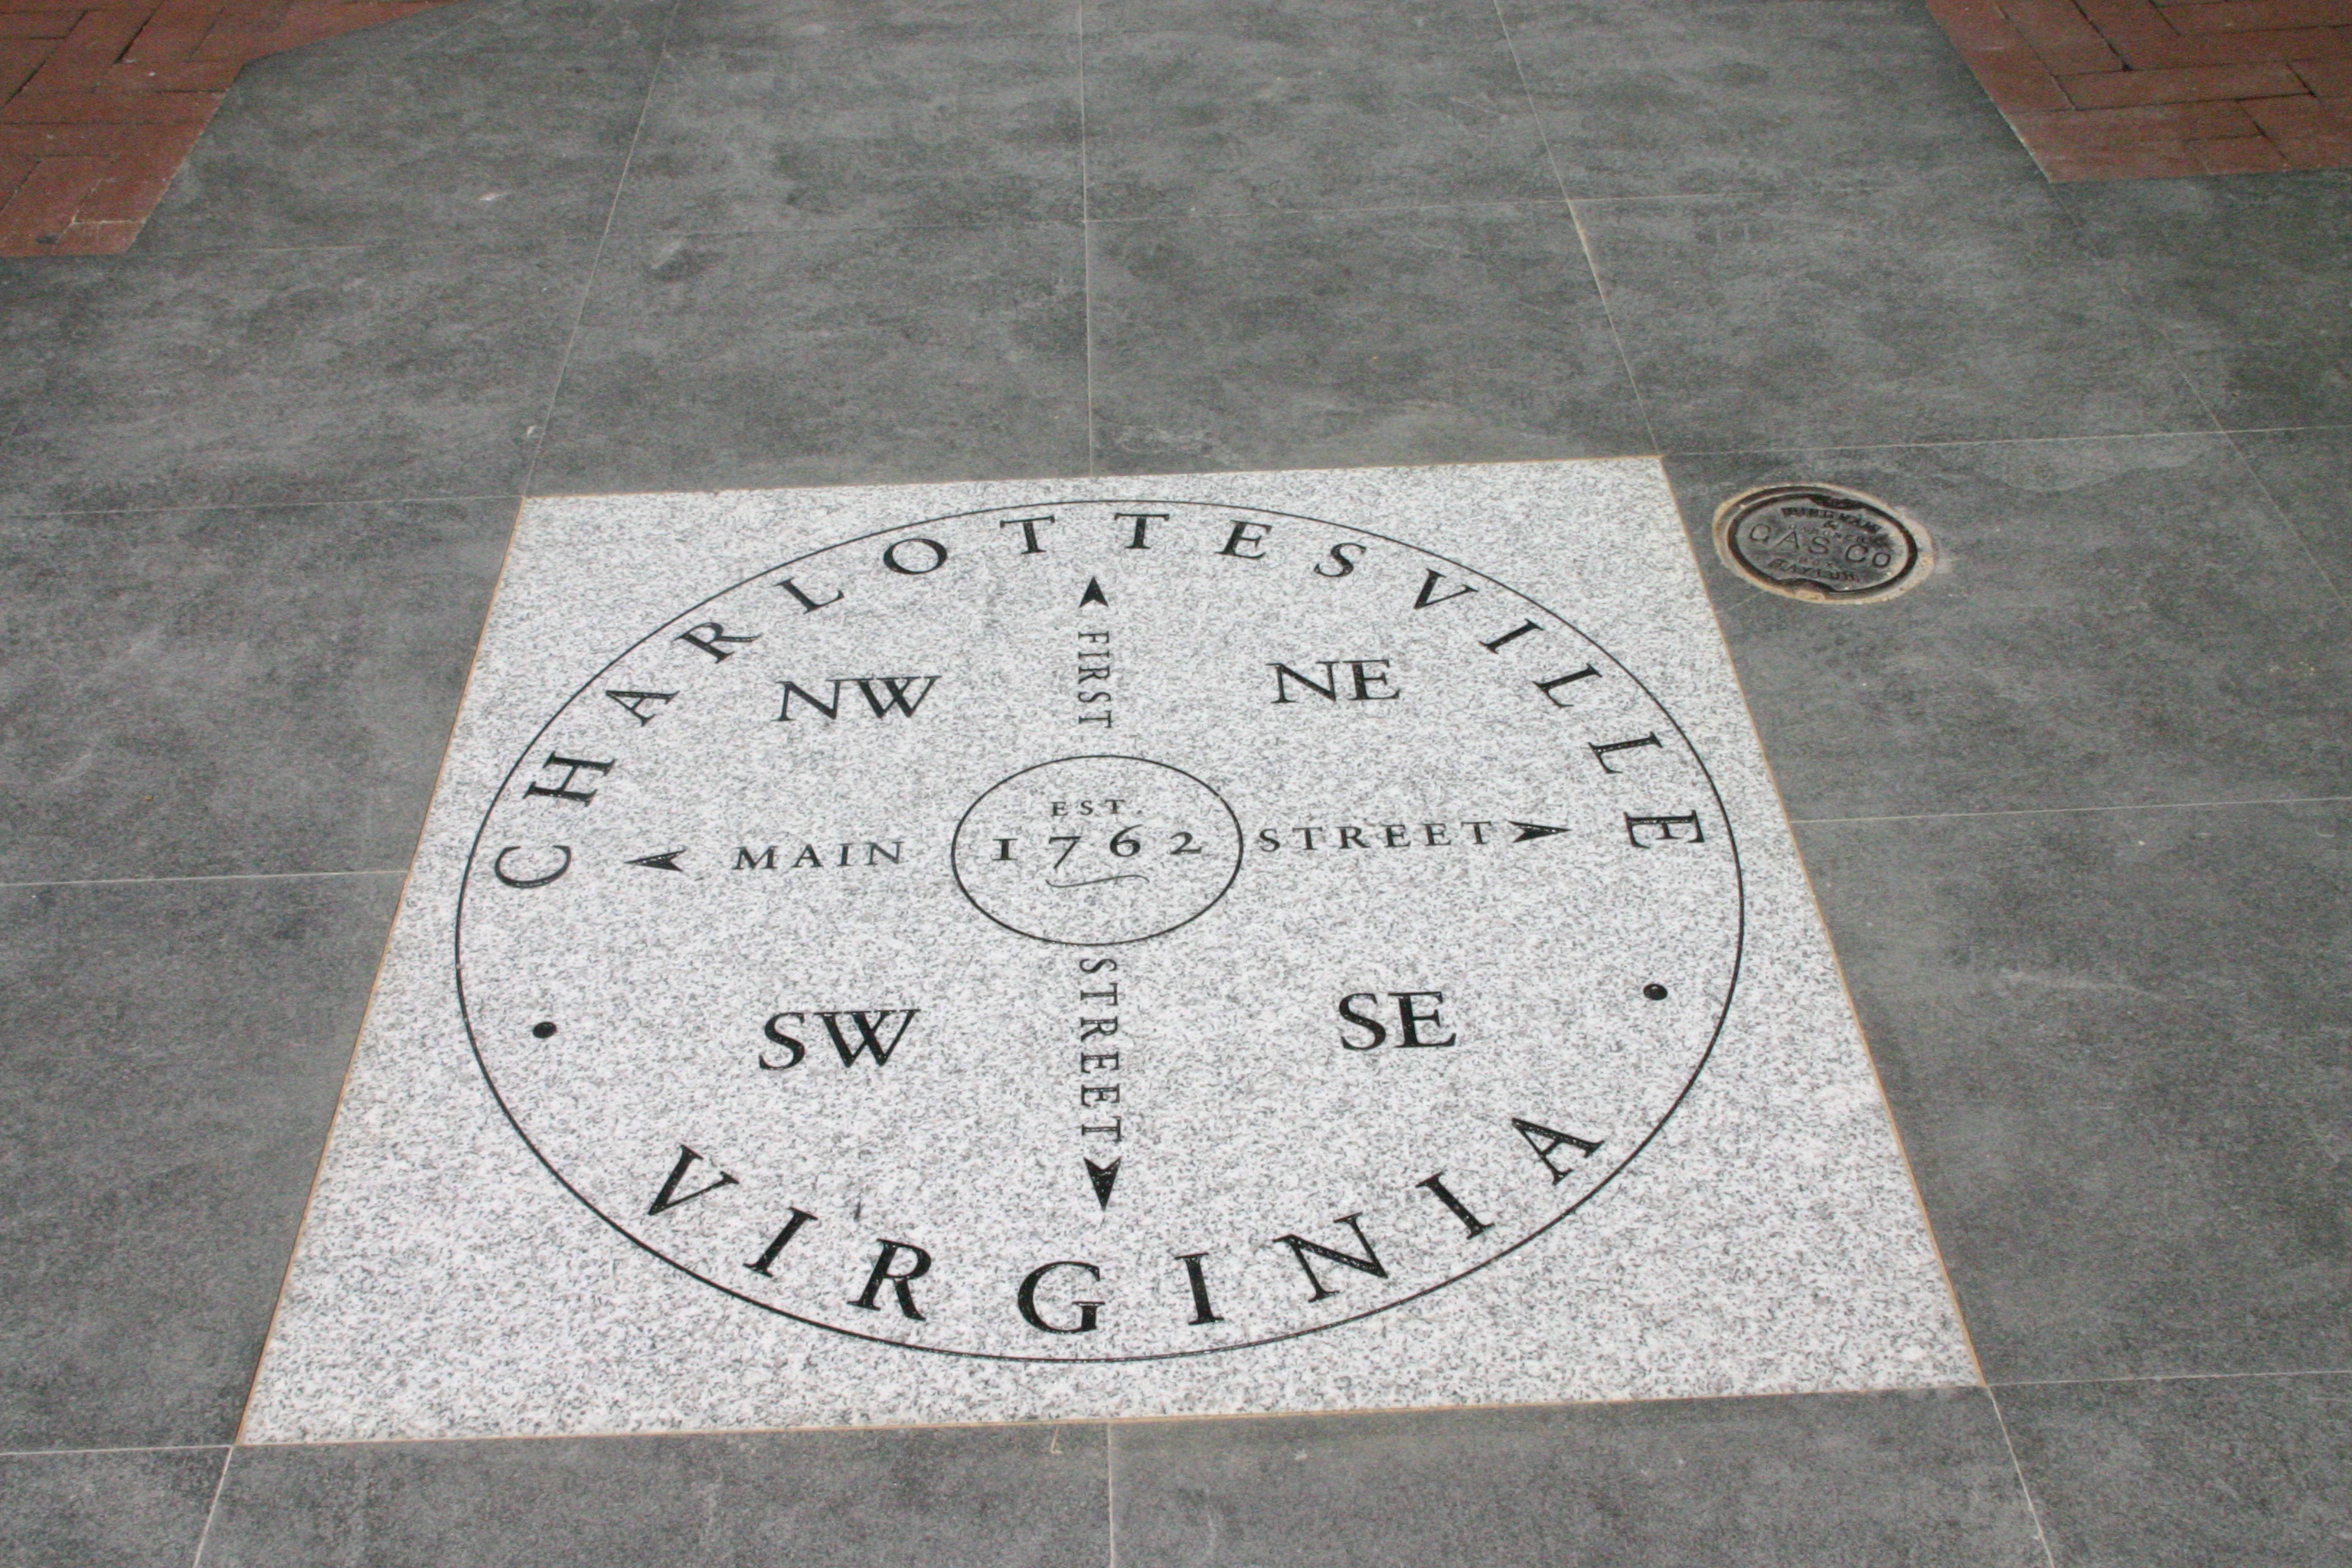 CHARLOTTESVILLE
NW
FIRST
NE
MAIN
EST.
1762
STREET
SW
STREET
SE
VIRGINIA
GAS CO